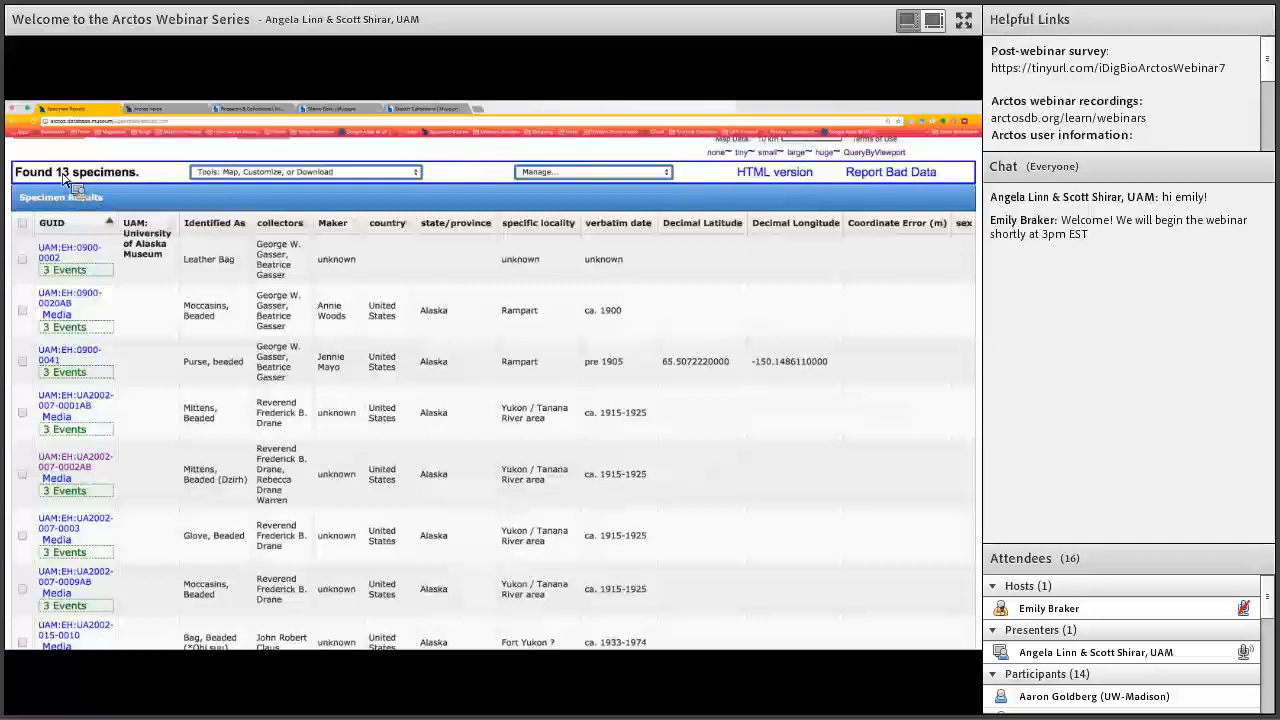 Welcome to the Arctos Webinar Series - Angela Linn & Scott Shirar, UAM
Specimen Results
arctos.database.museum/SpecimenResults.cfm
none~ tiny~ small~ large~ huge~ QueryByViewport
Found 13 specimens.
Tools: Map, Customize, or Download
Manage...
HTML version
Report Bad Data
Specimen Results
GUID
UAM: University of Alaska Museum
Identified As
collectors
Maker
country
state/province
specific locality
verbatim date
Decimal Latitude
Decimal Longitude
Coordinate Error (m)
sex
UAM:EH:0900-
0002
3 Events
Leather Bag
George W.
Gasser,
Beatrice
Gasser
unknown
unknown
unknown
UAM:EH:0900-
0020AB
Media
3 Events
Moccasins,
Beaded
George W.
Gasser,
Beatrice
Gasser
Annie
Woods
United
States
Alaska
Rampart
ca. 1900
UAM:EH:0900-
0041
3 Events
Purse, beaded
George W.
Gasser,
Beatrice
Gasser
Jennie
Mayo
United
States
Alaska
Rampart
pre 1905
65.5072220000
-150.1486110000
UAM:EH:UA2002-
007-0001AB
Media
3 Events
Mittens,
Beaded
Reverend
Frederick B.
Drane
unknown
United
States
Alaska
Yukon / Tanana
River area
ca. 1915-1925
UAM:EH:UA2002-
007-0002AB
Media
3 Events
Mittens,
Beaded (Dzirh)
Reverend
Frederick B.
Drane,
Rebecca
Drane
Warren
unknown
United
States
Alaska
Yukon / Tanana
River area
ca. 1915-1925
UAM:EH:UA2002-
007-0003
Media
3 Events
Glove, Beaded
Reverend
Frederick B.
Drane
unknown
United
States
Alaska
Yukon / Tanana
River area
ca. 1915-1925
UAM:EH:UA2002-
007-0009AB
Media
3 Events
Moccasins,
Beaded
Reverend
Frederick B.
Drane
unknown
United
States
Alaska
Yukon / Tanana
River area
ca. 1915-1925
UAM:EH:UA2002-
015-0010
Media
Bag, Beaded
John Robert
Claus
unknown
United
States
Alaska
Fort Yukon ?
ca. 1933-1974
Helpful Links
Post-webinar survey:
https://tinyurl.com/iDigBioArctosWebinar7
Arctos webinar recordings:
arctosdb.org/learn/webinars
Arctos user information:
Chat (Everyone)
Angela Linn & Scott Shirar, UAM: hi emily!
Emily Braker: Welcome! We will begin the webinar
shortly at 3pm EST
Attendees (16)
Hosts (1)
Emily Braker
Presenters (1)
Angela Linn & Scott Shirar, UAM
Participants (14)
Aaron Goldberg (UW-Madison)